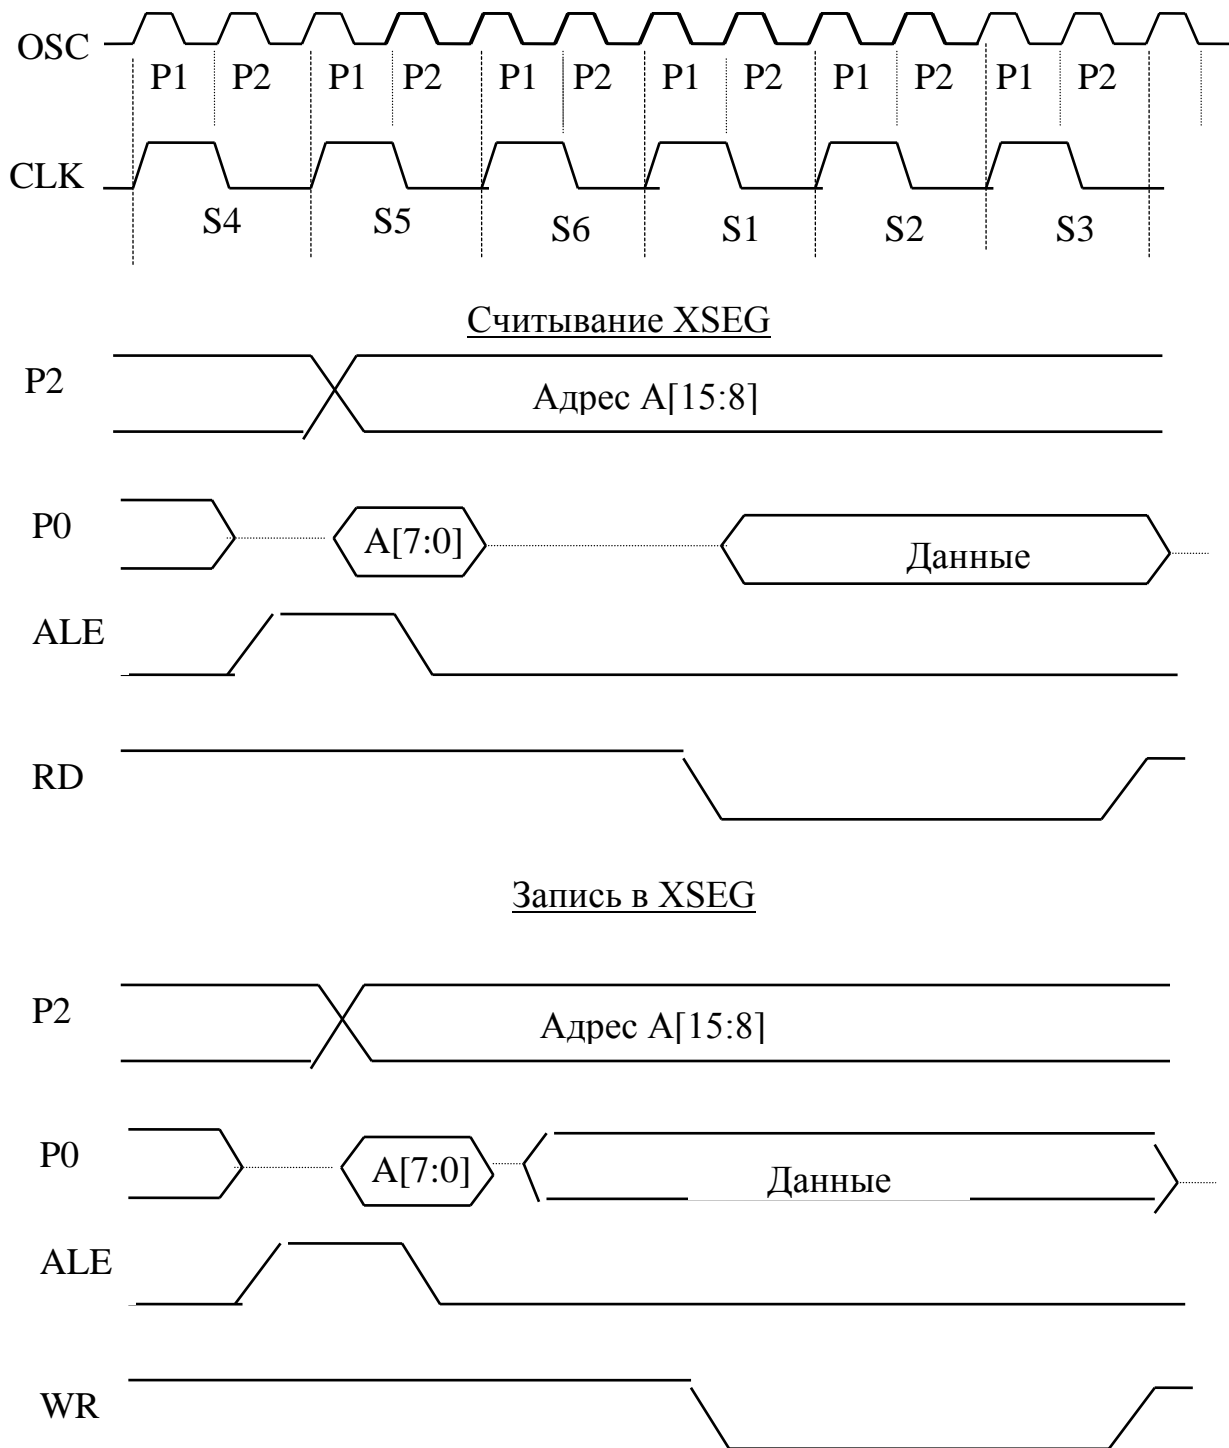 OSC
P1 P2 P1 P2 P1 P2 P1 P2 P1 P2 P1 P2
CLK
S4 S5 S6 S1 S2 S3
Считывание XSEG
P2
Адрес A[15:8]
P0
A[7:0]
Данные
ALE
RD
Запись в XSEG
P2
Адрес A[15:8]
P0
A[7:0]
Данные
ALE
WR